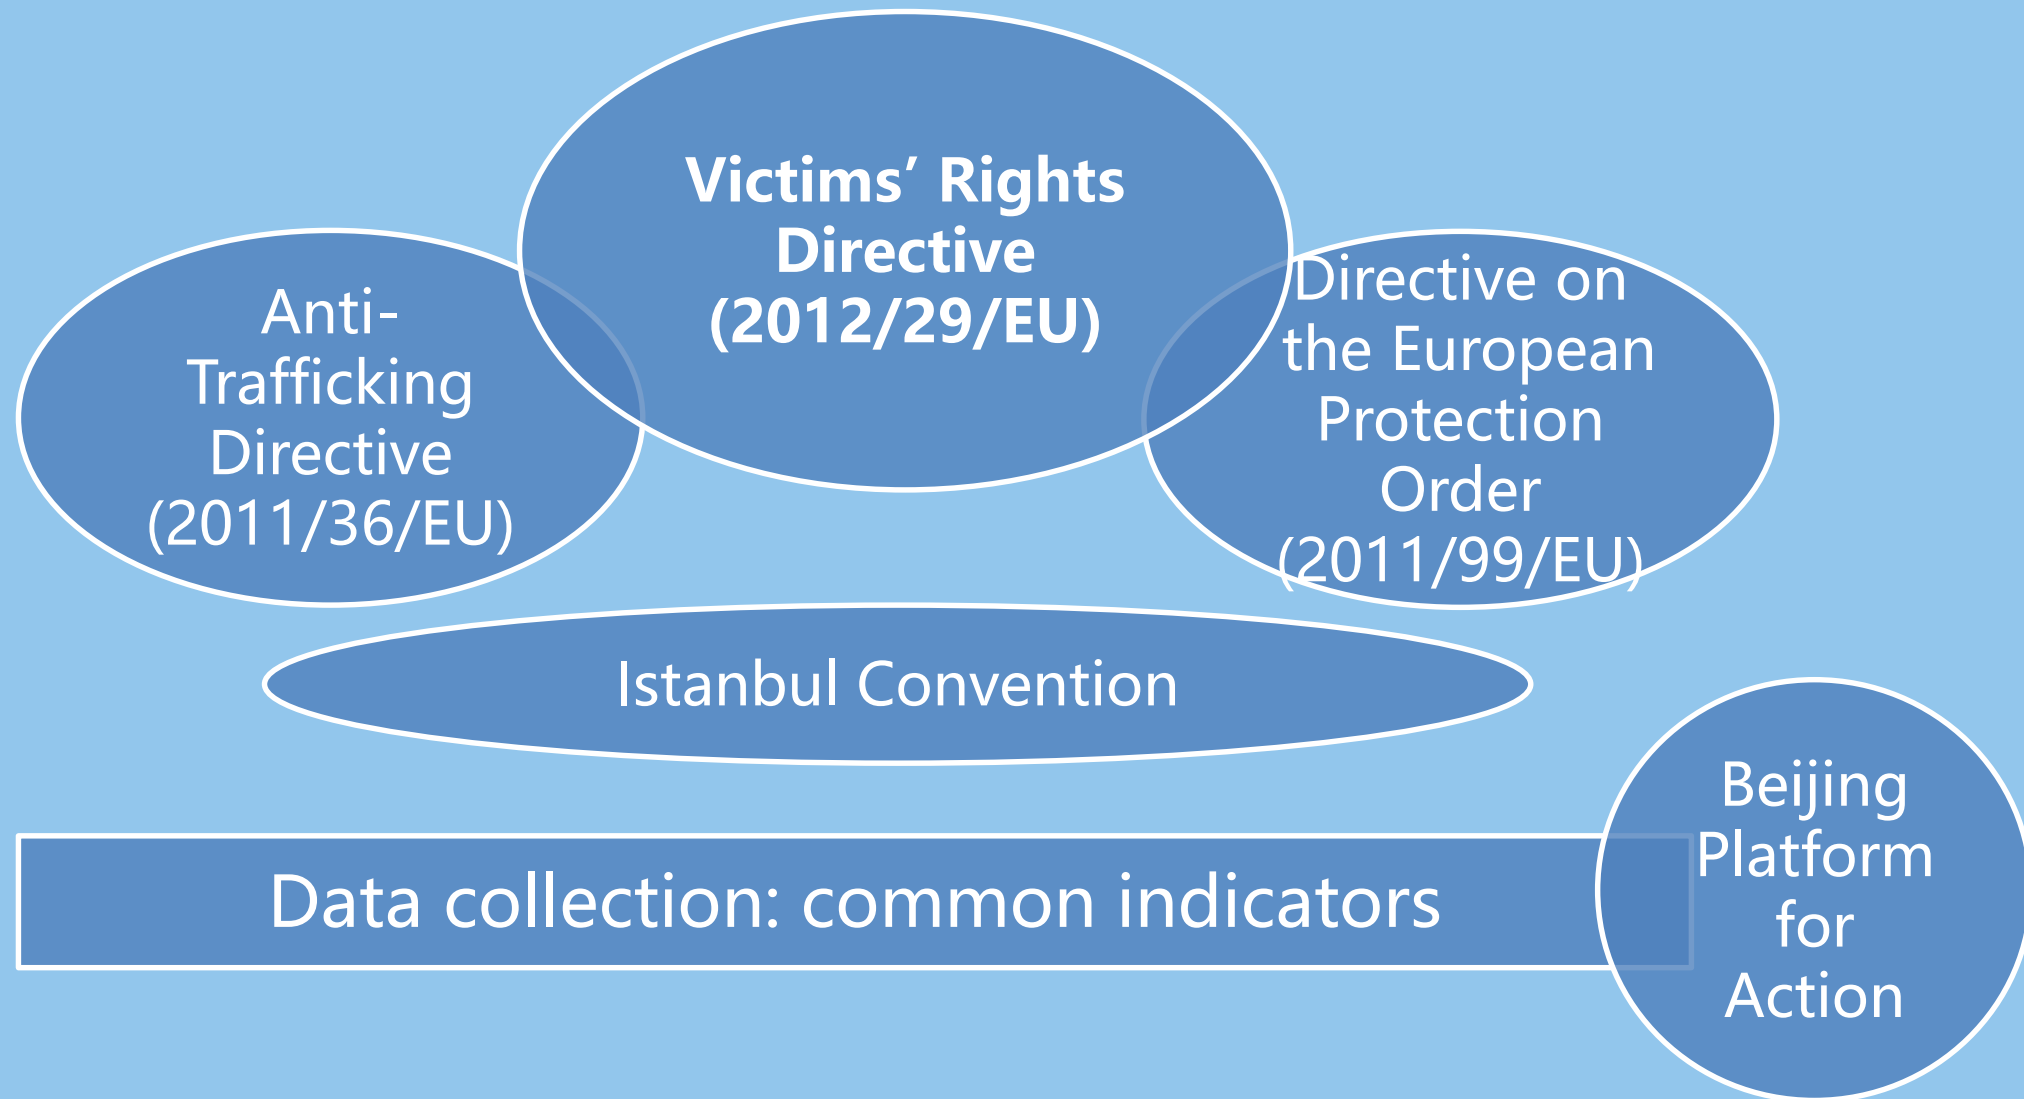 Victims’ Rights
Directive
(2012/29/EU)
Anti-
Trafficking
Directive
(2011/36/EU)
Directive on
the European
Protection
Order
(2011/99/EU)
Istanbul Convention
Beijing
Platform
for
Action
Data collection: common indicators